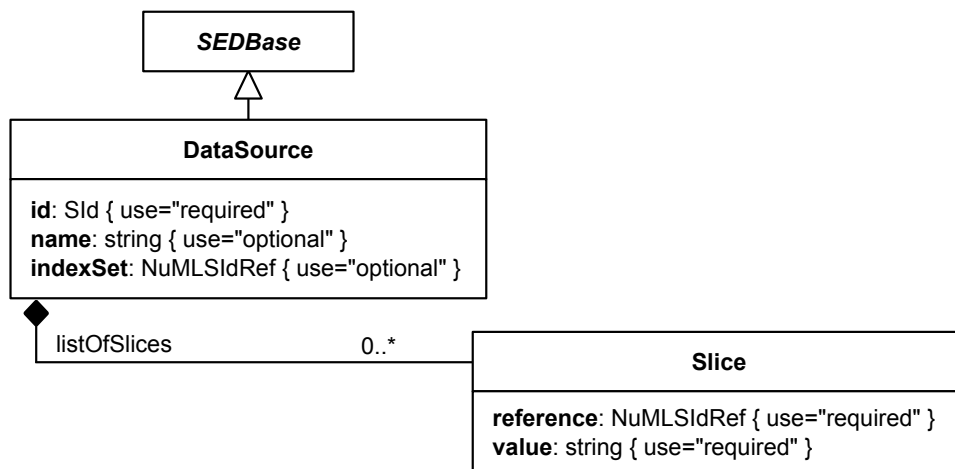 SEDBase
DataSource
id: SId { use="required" }
name: string { use="optional" }
indexSet: NuMLSIdRef { use="optional" }
listOfSlices 0..*
Slice
reference: NuMLSIdRef { use="required" }
value: string { use="required" }